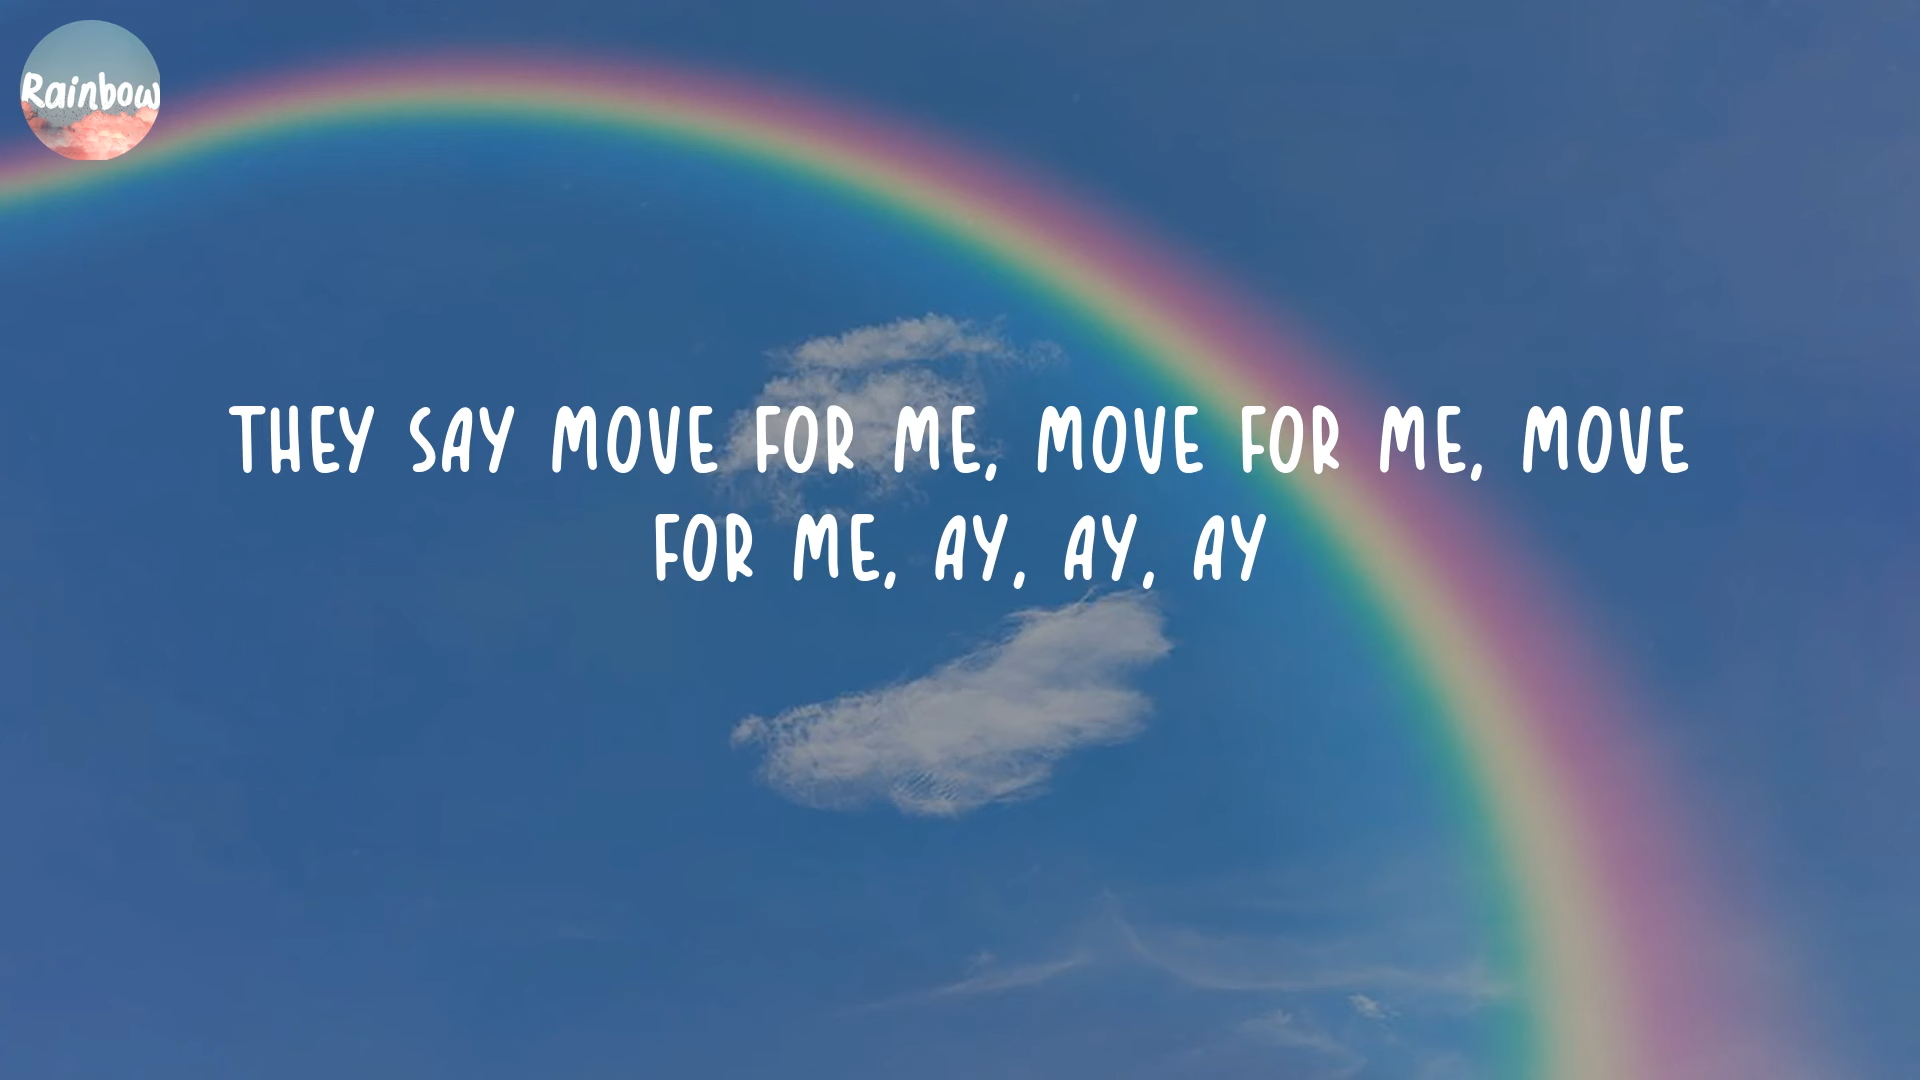 Rainbow
THEY SAY MOVE FOR ME, MOVE FOR ME, MOVE
FOR ME, AY, AY, AY